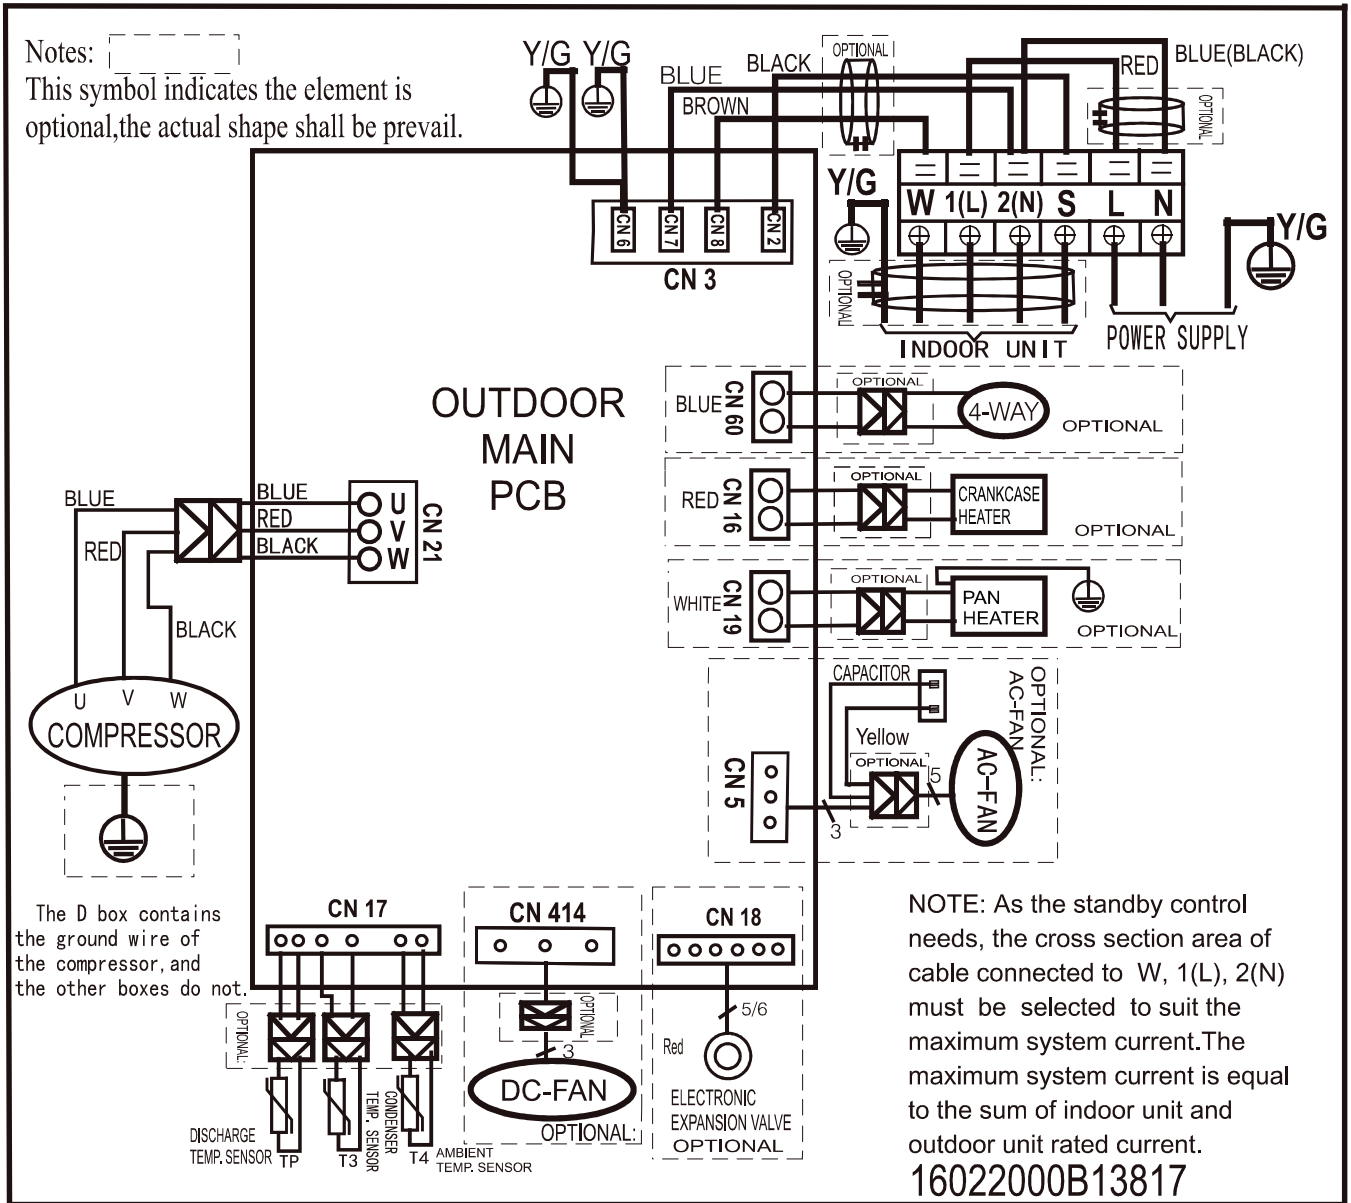 Notes:
This symbol indicates the element is
optional,the actual shape shall be prevail.
Y/G Y/G
BLUE
BLACK
BROWN
OPTIONAL
RED
BLUE(BLACK)
OPTIONAL
Y/G
W 1(L) 2(N) S L N
Y/G
CN 6
CN 7
CN 8
CN 2
CN 3
OPTIONAL
INDOOR UNIT
POWER SUPPLY
OUTDOOR
MAIN
PCB
BLUE
CN 60
OPTIONAL
4-WAY
OPTIONAL
RED
CN 16
OPTIONAL
CRANKCASE
HEATER
OPTIONAL
WHITE
CN 19
OPTIONAL
PAN
HEATER
OPTIONAL
BLUE
RED
BLACK
BLUE
RED
BLACK
U
V
W
CN 21
U V W
COMPRESSOR
CAPACITOR
OPTIONAL:
AC-FAN
Yellow
OPTIONAL
CN 5
3
5
AC-FAN
The D box contains
the ground wire of
the compressor,and
the other boxes do not.
CN 17
OPTIONAL:
DISCHARGE
TEMP. SENSOR
TP
T3
CONDENSER
TEMP. SENSOR
T4
AMBIENT
TEMP. SENSOR
CN 414
OPTIONAL
3
DC-FAN
OPTIONAL:
CN 18
5/6
Red
ELECTRONIC
EXPANSION VALVE
OPTIONAL
NOTE: As the standby control
needs, the cross section area of
cable connected to W, 1(L), 2(N)
must be selected to suit the
maximum system current.The
maximum system current is equal
to the sum of indoor unit and
outdoor unit rated current.
16022000B13817